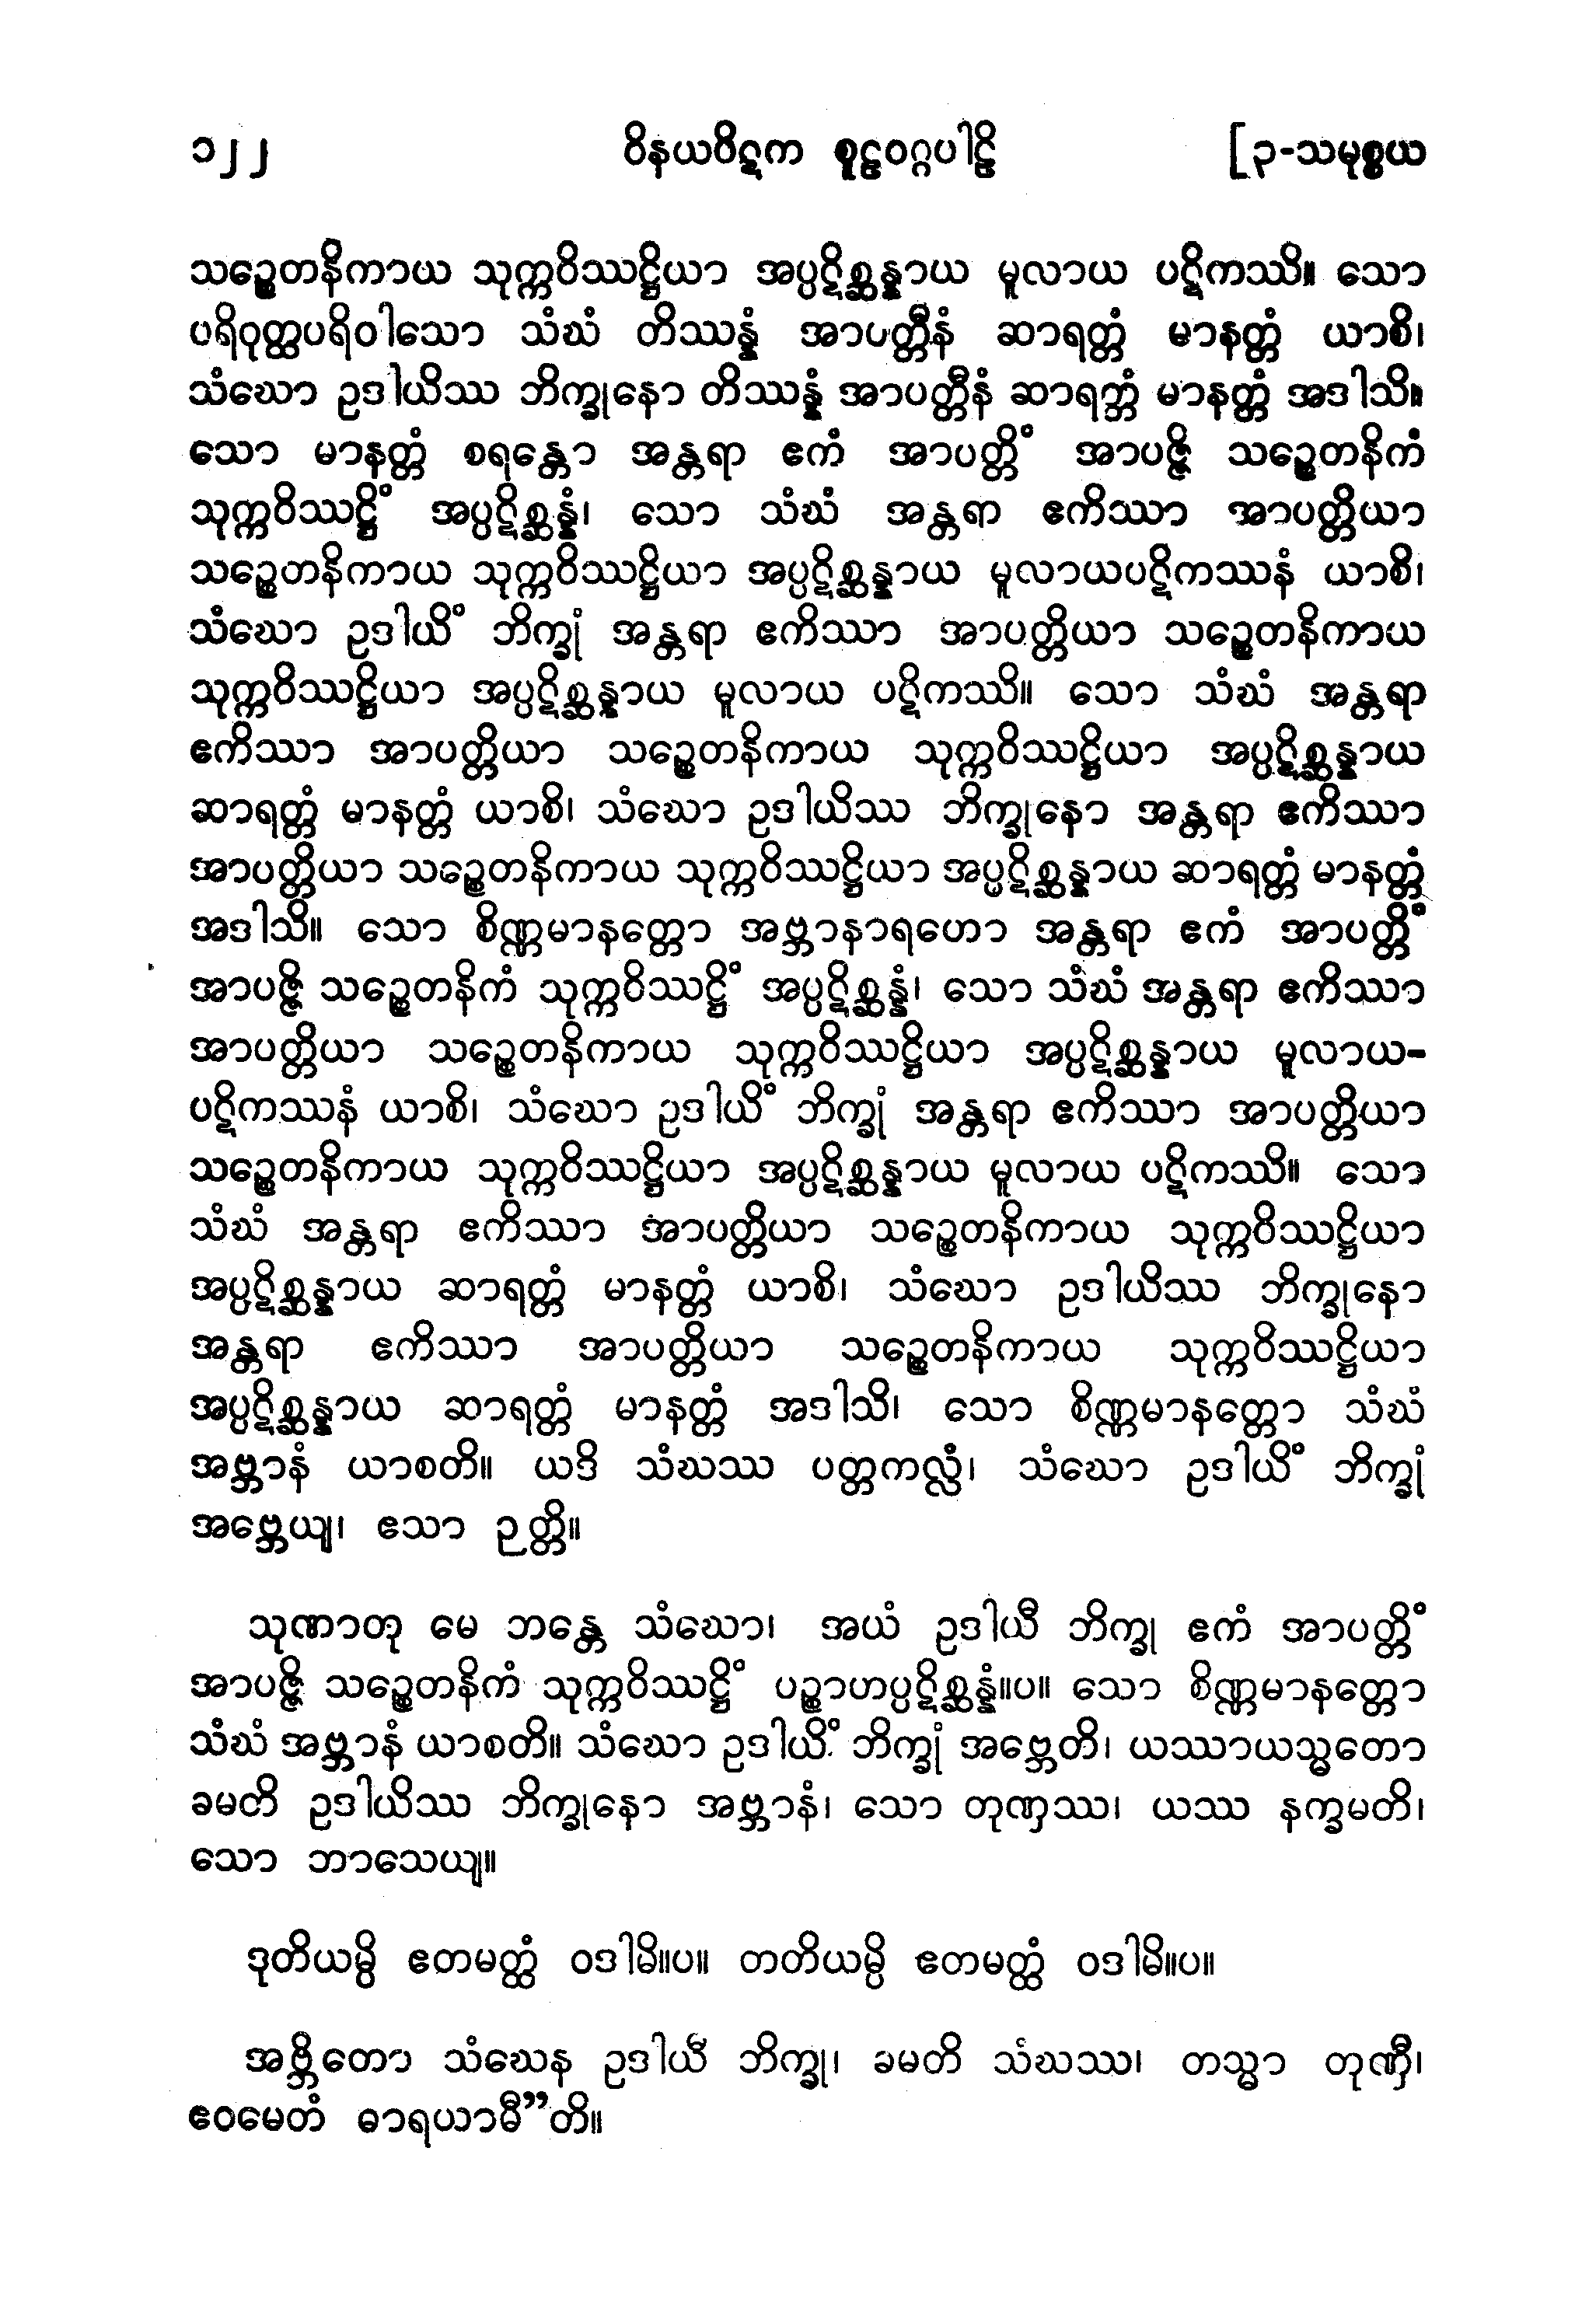 ၁၂၂ ဝိနယပိဋက စူဠဝဂ္ဂပါဠိ [၃-သမုစ္စယ
သဉ္စေတနိကာယ သုက္ကဝိဿဋ္ဌိယာ အပ္ပဋိစ္ဆန္နာယ မူလာယ ပဋိကဿိ။ သော
ပရိဝုတ္ထပရိဝါသော သံဃံ တိဿန္နံ အာပတ္တီနံ ဆာရတ္တံ မာနတ္တံ ယာစိ၊
သံဃော ဥဒါယိဿ ဘိက္ခုနော တိဿန္နံ အာပတ္တီနံ ဆာရတ္တံ မာနတ္တံ အဒါသိ။
သော မာနတ္တံ စရန္တော အန္တရာ ဧကံ အာပတ္တိံ အာပဇ္ဇိ သဉ္စေတနိကံ
သုက္ကဝိဿဋ္ဌိံ အပ္ပဋိစ္ဆန္နံ၊ သော သံဃံ အန္တရာ ဧကိဿာ အာပတ္တိယာ
သဉ္စေတနိကာယ သုက္ကဝိဿဋ္ဌိယာ အပ္ပဋိစ္ဆန္နာယ မူလာယပဋိကဿနံ ယာစိ၊
သံဃော ဥဒါယိံ ဘိက္ခုံ အန္တရာ ဧကိဿာ အာပတ္တိယာ သဉ္စေတနိကာယ
သုက္ကဝိဿဋ္ဌိယာ အပ္ပဋိစ္ဆန္နာယ မူလာယ ပဋိကဿိ။ သော သံဃံ အန္တရာ
ဧကိဿာ အာပတ္တိယာ သဉ္စေတနိကာယ သုက္ကဝိဿဋ္ဌိယာ အပ္ပဋိစ္ဆန္နာယ
ဆာရတ္တံ မာနတ္တံ ယာစိ၊ သံဃော ဥဒါယိဿ ဘိက္ခုနော အန္တရာ ဧကိဿာ
အာပတ္တိယာ သဉ္စေတနိကာယ သုက္ကဝိဿဋ္ဌိယာ အပ္ပဋိစ္ဆန္နာယ ဆာရတ္တံ မာနတ္တံ
အဒါသိ။ သော စိဏ္ဏမာနတ္တော အဗ္ဘာနာရဟော အန္တရာ ဧကံ အာပတ္တိံ
အာပဇ္ဇိ သဉ္စေတနိကံ သုက္ကဝိဿဋ္ဌိံ အပ္ပဋိစ္ဆန္နံ၊ သော သံဃံ အန္တရာ ဧကိဿာ
အာပတ္တိယာ သဉ္စေတနိကာယ သုက္ကဝိဿဋ္ဌိယာ အပ္ပဋိစ္ဆန္နာယ မူလာယ-
ပဋိကဿနံ ယာစိ၊ သံဃော ဥဒါယိံ ဘိက္ခုံ အန္တရာ ဧကိဿာ အာပတ္တိယာ
သဉ္စေတနိကာယ သုက္ကဝိဿဋ္ဌိယာ အပ္ပဋိစ္ဆန္နာယ မူလာယ ပဋိကဿိ။ သော
သံဃံ အန္တရာ ဧကိဿာ အာပတ္တိယာ သဉ္စေတနိကာယ သုက္ကဝိဿဋ္ဌိယာ
အပ္ပဋိစ္ဆန္နာယ ဆာရတ္တံ မာနတ္တံ ယာစိ၊ သံဃော ဥဒါယိဿ ဘိက္ခုနော
အန္တရာ ဧကိဿာ အာပတ္တိယာ သဉ္စေတနိကာယ သုက္ကဝိဿဋ္ဌိယာ
အပ္ပဋိစ္ဆန္နာယ ဆာရတ္တံ မာနတ္တံ အဒါသိ၊ သော စိဏ္ဏမာနတ္တော သံဃံ
အဗ္ဘာနံ ယာစတိ။ ယဒိ သံဃဿ ပတ္တကလ္လံ၊ သံဃော ဥဒါယိံ ဘိက္ခုံ
အဗ္ဘေယျ၊ ဧသာ ဉတ္တိ။
သုဏာတု မေ ဘန္တေ သံဃော၊ အယံ ဥဒါယီ ဘိက္ခု ဧကံ အာပတ္တိံ
အာပဇ္ဇိ သဉ္စေတနိကံ သုက္ကဝိဿဋ္ဌိံ ပဉ္စာဟပ္ပဋိစ္ဆန္နံ။ပ။ သော စိဏ္ဏမာနတ္တော
သံဃံ အဗ္ဘာနံ ယာစတိ။ သံဃော ဥဒါယိံ ဘိက္ခုံ အဗ္ဘေတိ၊ ယဿာယသ္မတော
ခမတိ ဥဒါယိဿ ဘိက္ခုနော အဗ္ဘာနံ၊ သော တုဏှဿ၊ ယဿ နက္ခမတိ၊
သော ဘာသေယျ။
ဒုတိယမ္ပိ ဧတမတ္ထံ ဝဒါမိ။ပ။ တတိယမ္ပိ ဧတမတ္ထံ ဝဒါမိ။ပ။
အဗ္ဘိတော သံဃေန ဥဒါယီ ဘိက္ခု၊ ခမတိ သံဃဿ၊ တသ္မာ တုဏှီ၊
ဧဝမေတံ ဓာရယာမီ”တိ။